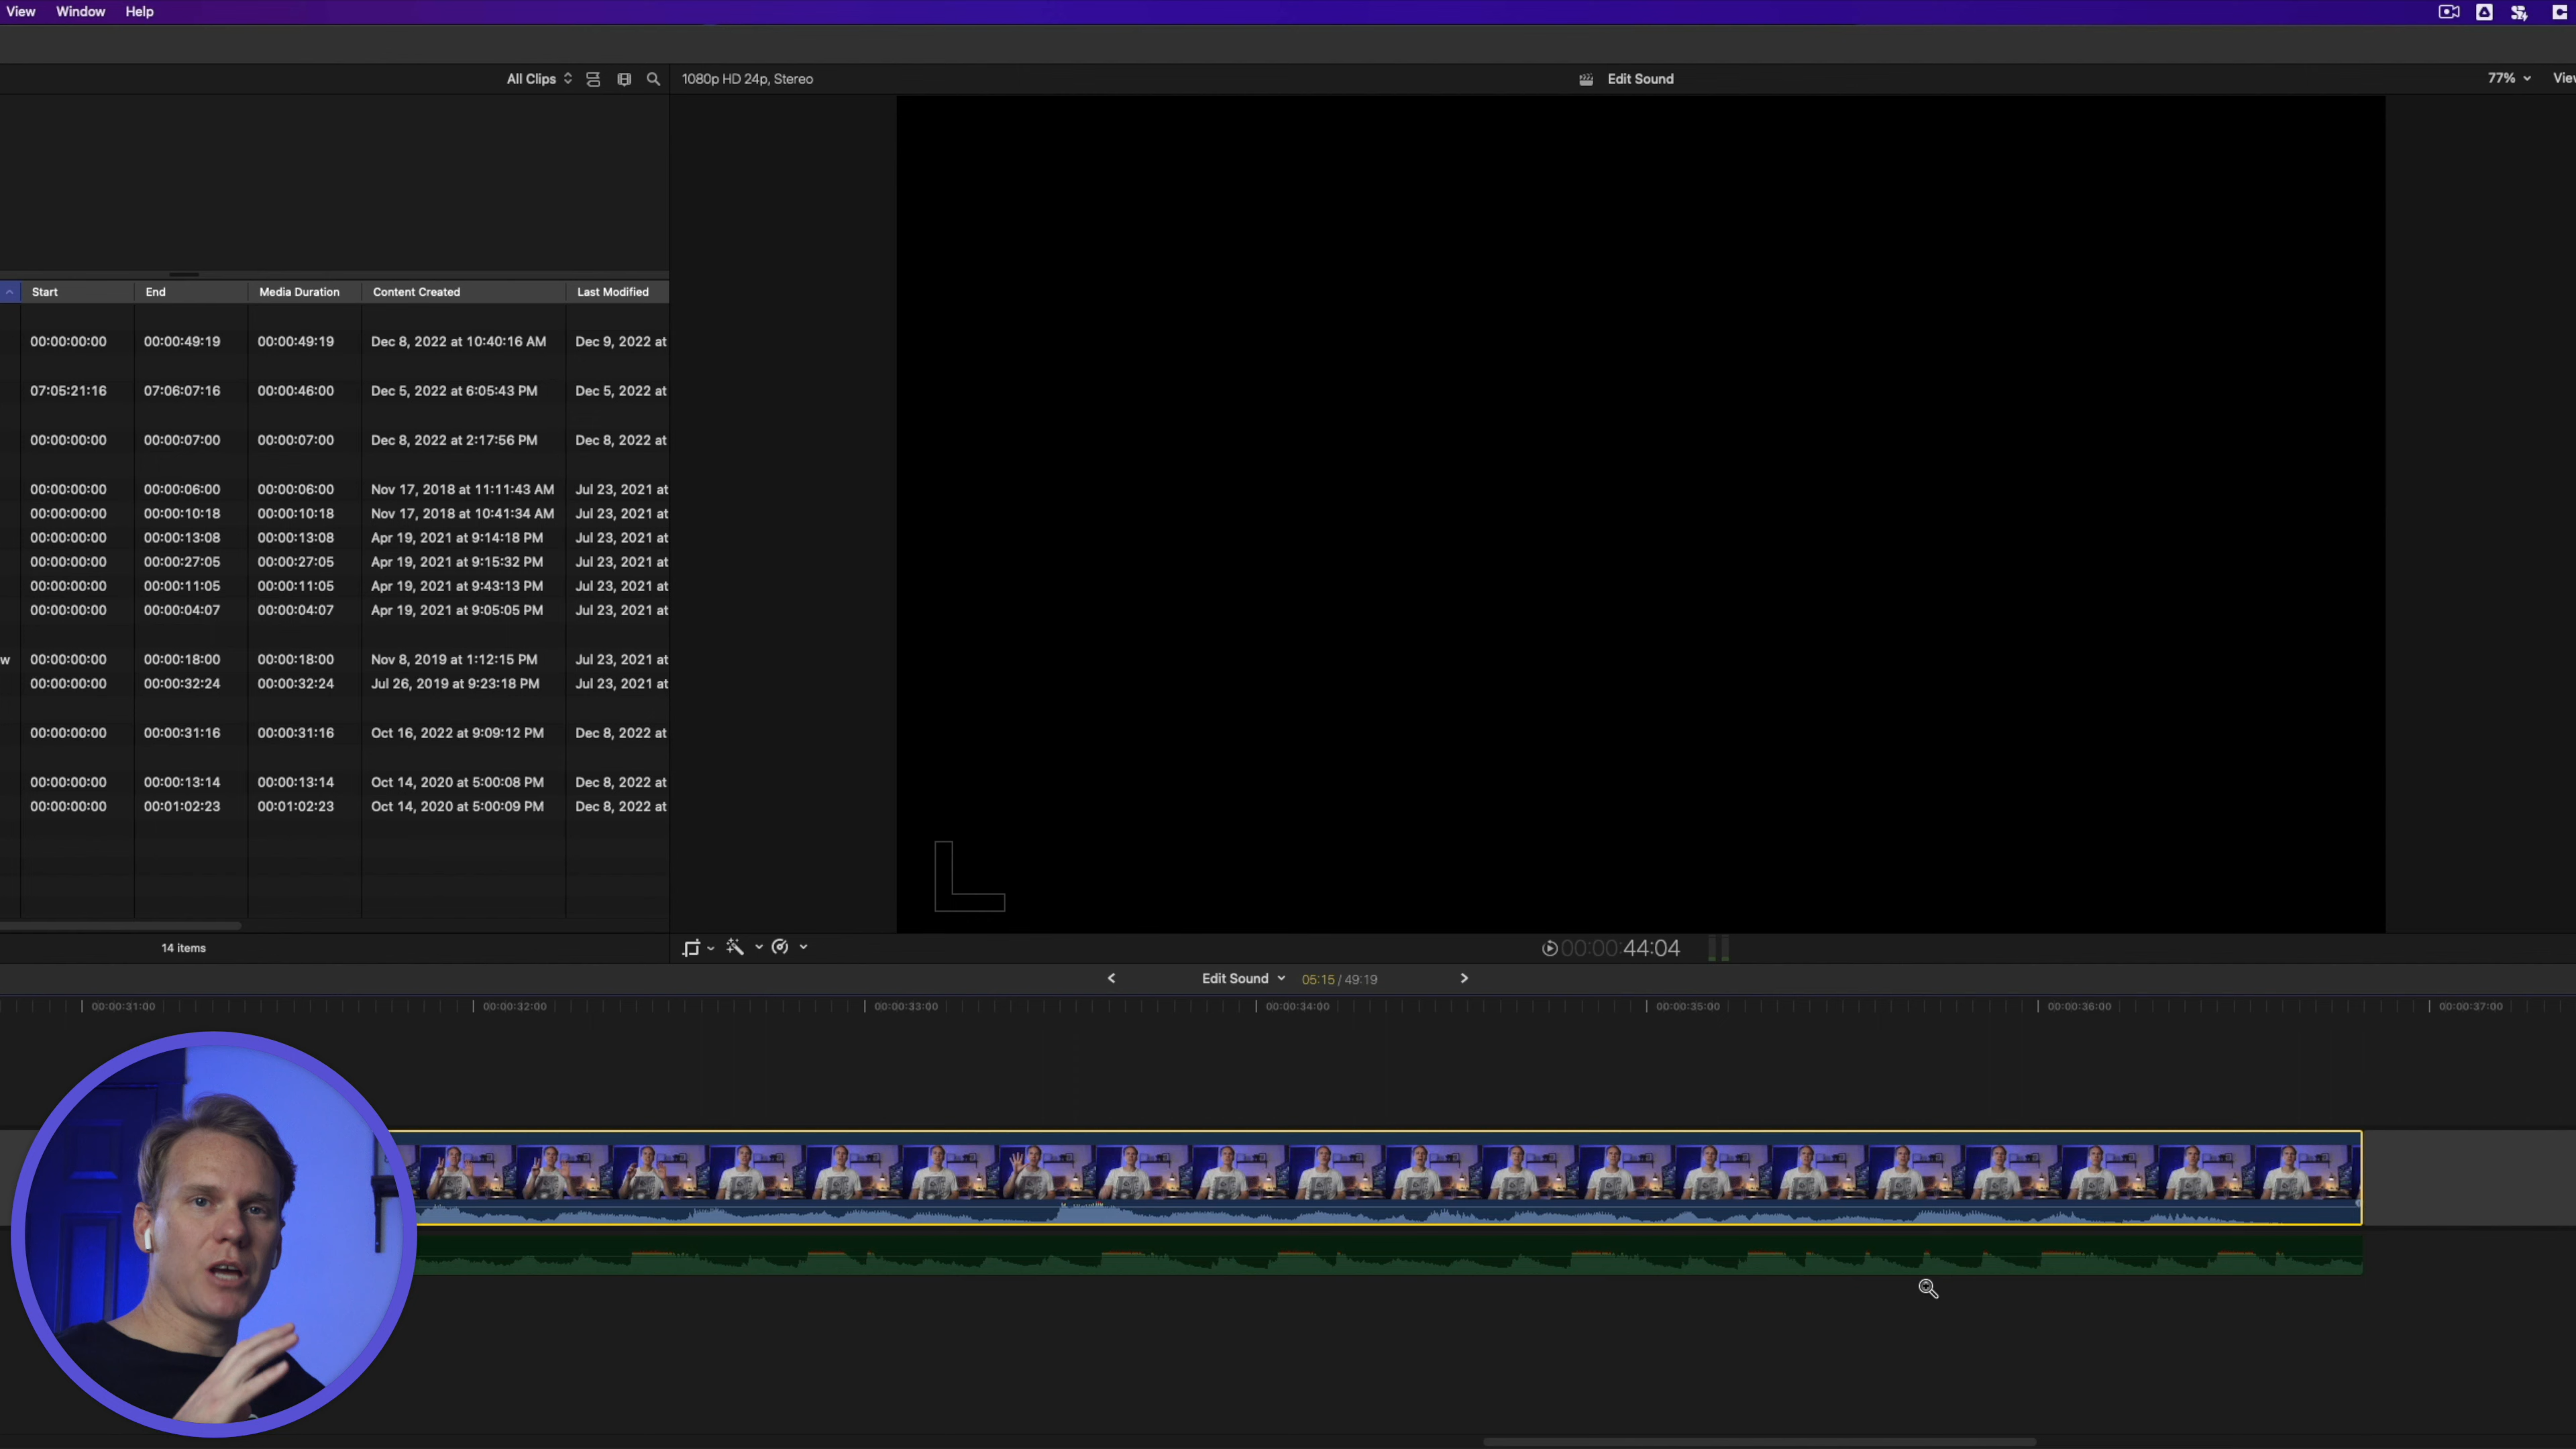 View Window Help
All Clips
1080p HD 24p, Stereo
Edit Sound
77%
Start End Media Duration Content Created Last Modified
00:00:00:00 00:00:49:19 00:00:49:19 Dec 8, 2022 at 10:40:16 AM Dec 9, 2022 at
07:05:21:16 07:06:07:16 00:00:46:00 Dec 5, 2022 at 6:05:43 PM Dec 5, 2022 at
00:00:00:00 00:00:07:00 00:00:07:00 Dec 8, 2022 at 2:17:56 PM Dec 8, 2022 at
00:00:00:00 00:00:06:00 00:00:06:00 Nov 17, 2018 at 11:11:43 AM Jul 23, 2021 at
00:00:00:00 00:00:10:18 00:00:10:18 Nov 17, 2018 at 10:41:34 AM Jul 23, 2021 at
00:00:00:00 00:00:13:08 00:00:13:08 Apr 19, 2021 at 9:14:18 PM Jul 23, 2021 at
00:00:00:00 00:00:27:05 00:00:27:05 Apr 19, 2021 at 9:15:32 PM Jul 23, 2021 at
00:00:00:00 00:00:11:05 00:00:11:05 Apr 19, 2021 at 9:43:13 PM Jul 23, 2021 at
00:00:00:00 00:00:04:07 00:00:04:07 Apr 19, 2021 at 9:05:05 PM Jul 23, 2021 at
w 00:00:00:00 00:00:18:00 00:00:18:00 Nov 8, 2019 at 1:12:15 PM Jul 23, 2021 at
00:00:00:00 00:00:32:24 00:00:32:24 Jul 26, 2019 at 9:23:18 PM Jul 23, 2021 at
00:00:00:00 00:00:31:16 00:00:31:16 Oct 16, 2022 at 9:09:12 PM Dec 8, 2022 at
00:00:00:00 00:00:13:14 00:00:13:14 Oct 14, 2020 at 5:00:08 PM Dec 8, 2022 at
00:00:00:00 00:01:02:23 00:01:02:23 Oct 14, 2020 at 5:00:09 PM Dec 8, 2022 at
14 items
00:00:44:04
Edit Sound 05:15 / 49:19
00:00:31:00 00:00:32:00 00:00:33:00 00:00:34:00 00:00:35:00 00:00:36:00 00:00:37:00